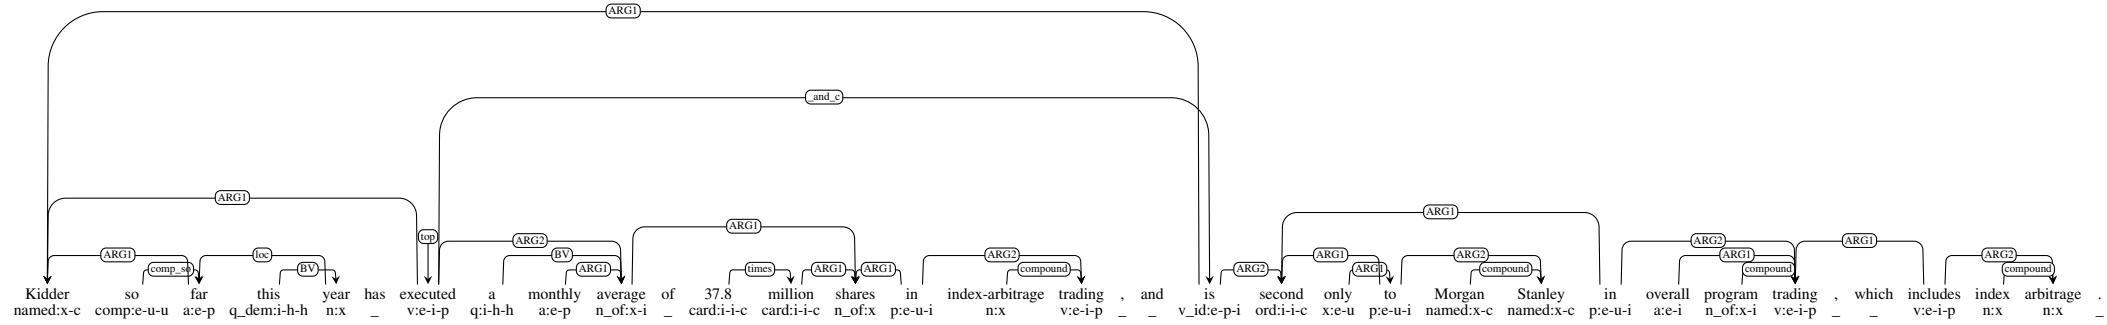 ARG1
_and_c
ARG1
ARG1
top
ARG1
ARG2
ARG2
ARG1 loc BV ARG2 ARG1 ARG2 ARG1 ARG1 ARG2
comp_so BV ARG1 times ARG1 ARG1 compound ARG2 ARG1 compound compound compound
Kidder so far this year has executed a monthly average of 37.8 million shares in index-arbitrage trading , and is second only to Morgan Stanley in overall program trading , which includes index arbitrage .
named:x-c comp:e-u-u a:e-p q_dem:i-h-h n:x _ v:e-i-p q:i-h-h a:e-p n_of:x-i _ card:i-i-c card:i-i-c n_of:x p:e-u-i n:x v:e-i-p _ _ v_id:e-p-i ord:i-i-c x:e-u p:e-u-i named:x-c named:x-c p:e-u-i a:e-i n_of:x-i v:e-i-p _ _ v:e-i-p n:x n:x _